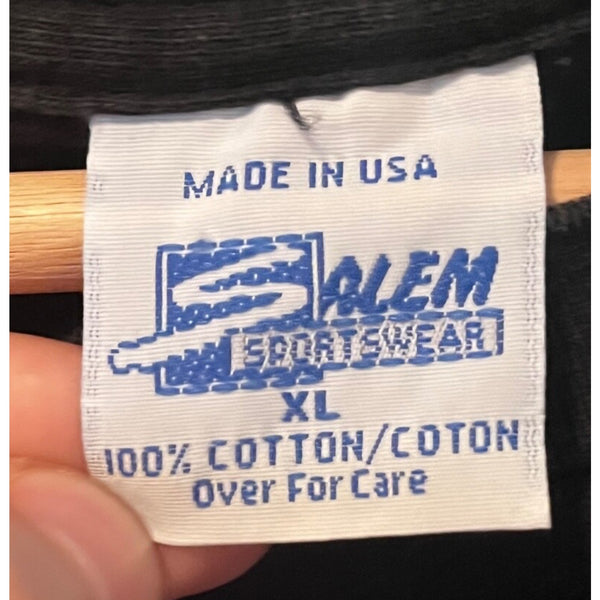 MADE IN USA
SALEM
SPORTSWEAR
XL
100% COTTON/COTON
Over For Care